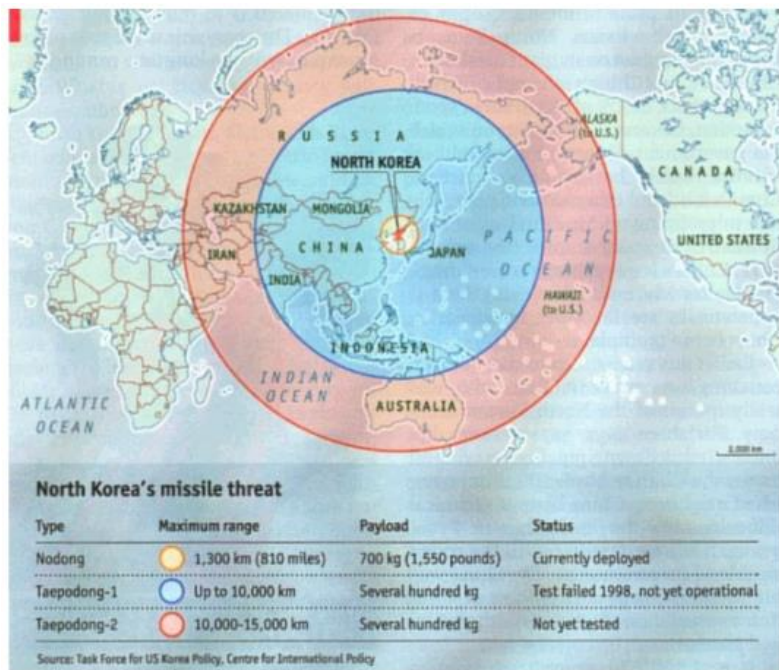 RUSSIA
ALASKA
(to U.S.)
CANADA
NORTH KOREA
KAZAKHSTAN
MONGOLIA
UNITED STATES
CHINA
JAPAN
PACIFIC
OCEAN
IRAN
INDIA
HAWAII
(to U.S.)
INDONESIA
INDIAN
OCEAN
ATLANTIC
OCEAN
AUSTRALIA
North Korea's missile threat
Type Maximum range Payload Status
Nodong 1,300 km (810 miles) 700 kg (1,550 pounds) Currently deployed
Taepodong-1 Up to 10,000 km Several hundred kg Test failed 1998, not yet operational
Taepodong-2 10,000-15,000 km Several hundred kg Not yet tested
Source: Task Force for US Korea Policy, Centre for International Policy